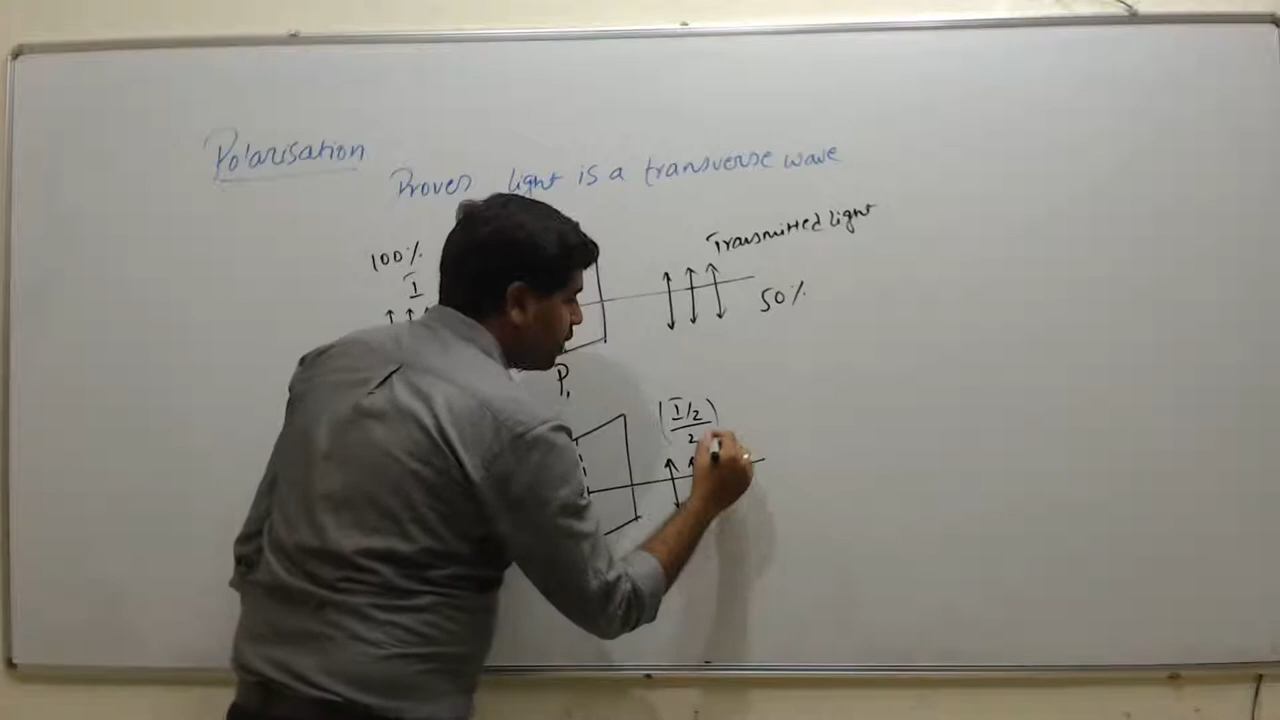 Polarisation
Proves light is a transverse wave
Transmitted light
100%
I
50%
P₁
(I/2)
2